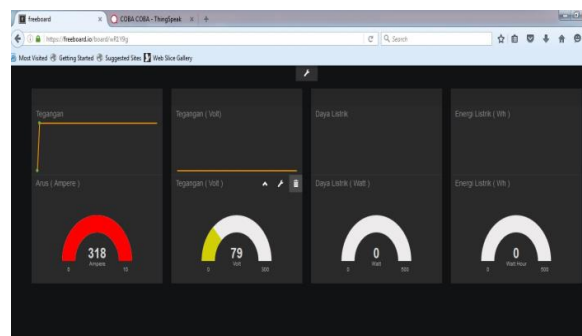 freeboard
COBA COBA - ThingSpeak
https://freeboard.io/board/
Search
Most Visited
Getting Started
Suggested Sites
Web Slice Gallery
Tegangan
Tegangan ( Volt)
Daya Listrik
Energi Listrik ( Wh )
Arus ( Ampere )
Tegangan ( Volt )
Daya Listrik ( Watt )
Energi Listrik ( Wh )
318
Ampere
0
10
79
Volt
0
300
0
Watt
0
500
0
Watt Hour
0
500